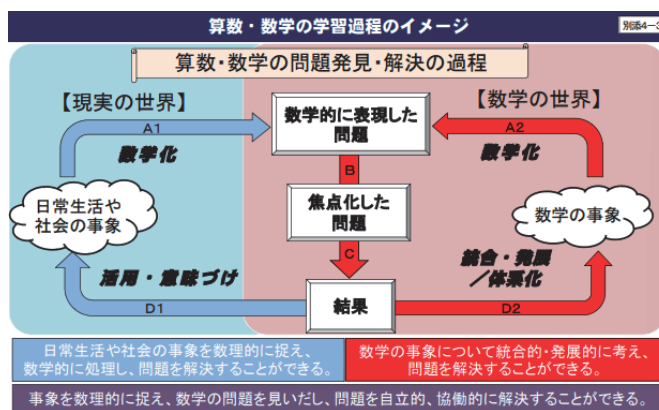 算数・数学の学習過程のイメージ
別添4-3
算数・数学の問題発見・解決の過程
【現実の世界】
【数学の世界】
A1
数学化
数学的に表現した
問題
A2
数学化
B
日常生活や
社会の事象
焦点化した
問題
数学の事象
C
活用・意味づけ
統合・発展
/体系化
D1
結果
D2
日常生活や社会の事象を数理的に捉え、
数学的に処理し、問題を解決することができる。
数学の事象について統合的・発展的に考え、
問題を解決することができる。
事象を数理的に捉え、数学の問題を見いだし、問題を自立的、協働的に解決することができる。